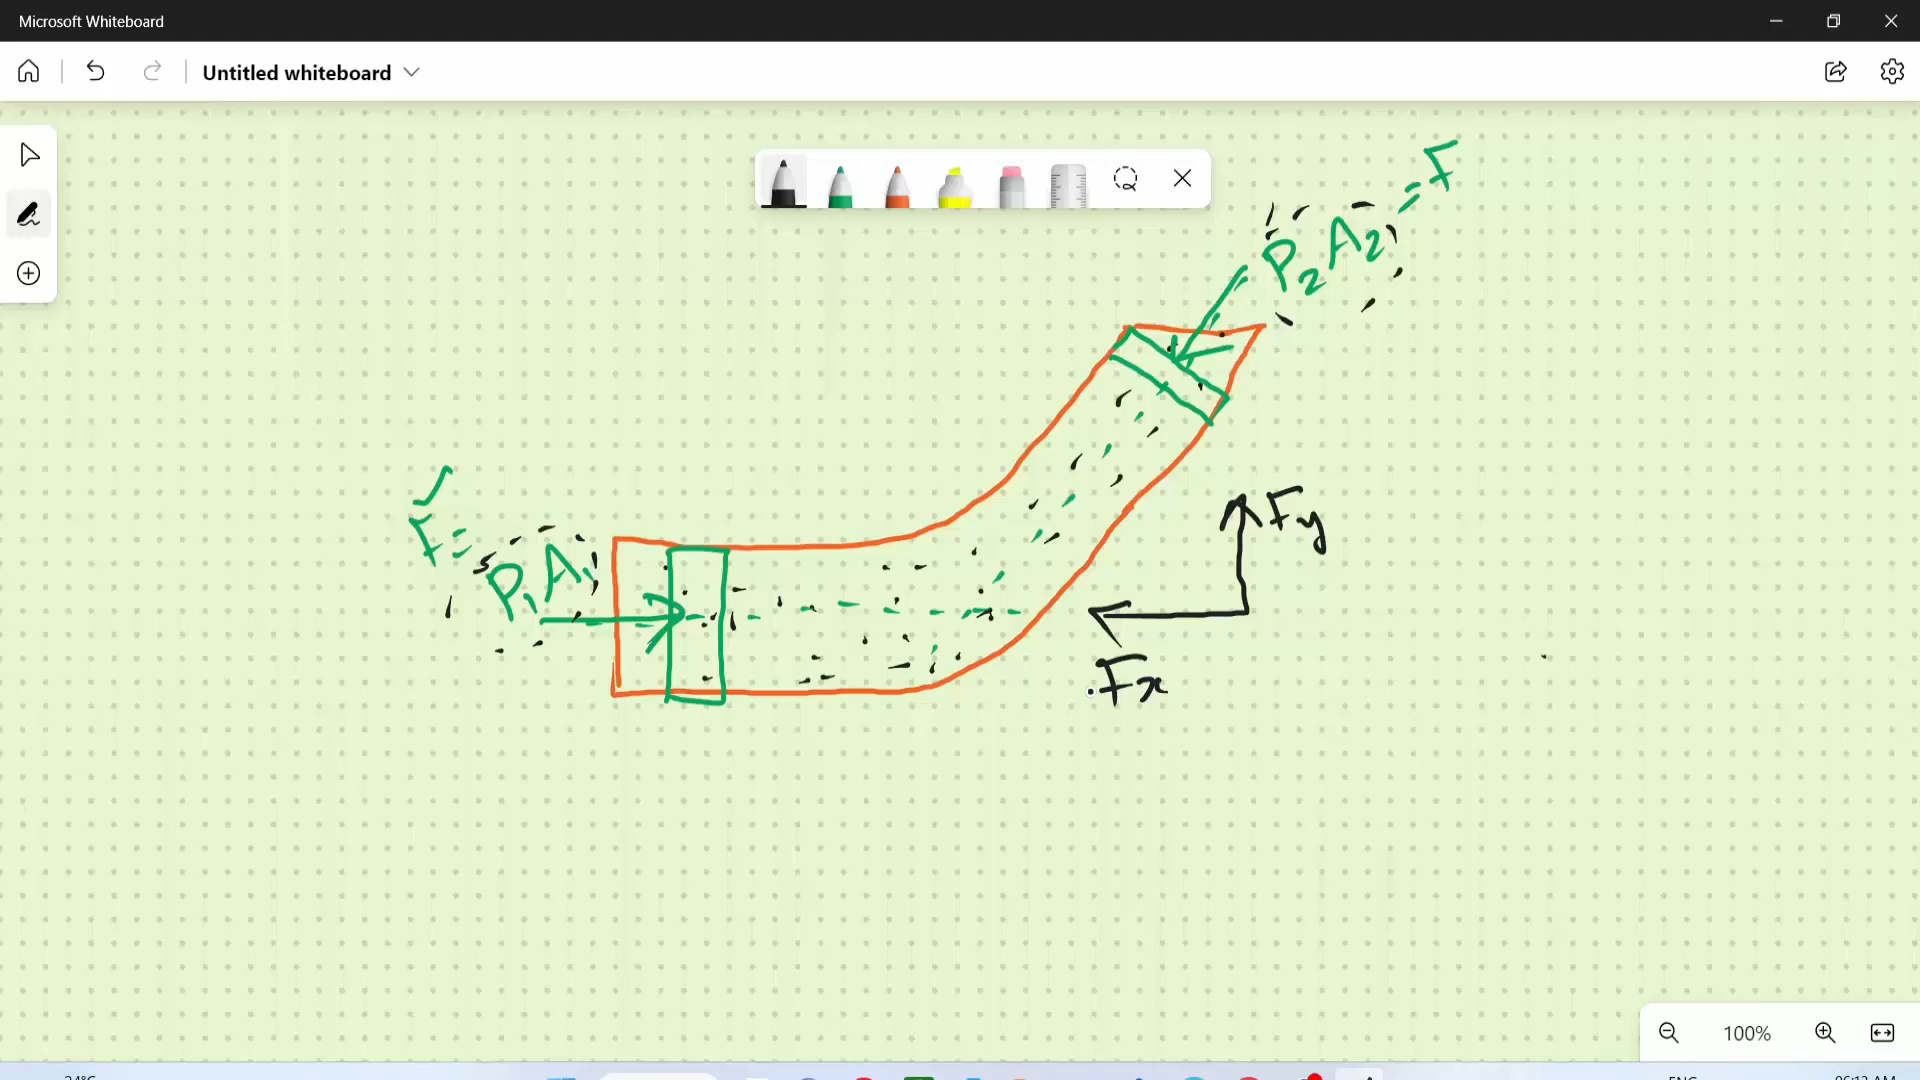 Microsoft Whiteboard
Untitled whiteboard
P₂A₂ = F
F = P₁A₁
Fy
Fx
100%